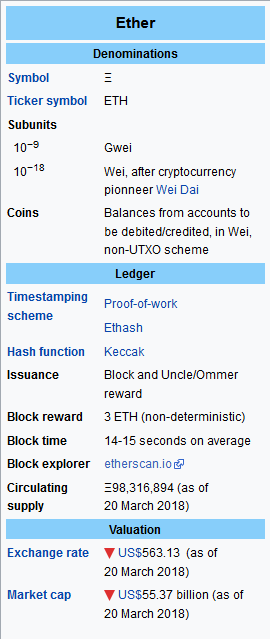 Ether
Denominations
Symbol Ξ
Ticker symbol ETH
Subunits
10−9 Gwei
10−18 Wei, after cryptocurrency
pionneer Wei Dai
Coins Balances from accounts to
be debited/credited, in Wei,
non-UTXO scheme
Ledger
Timestamping
scheme
Proof-of-work
Ethash
Hash function Keccak
Issuance Block and Uncle/Ommer
reward
Block reward 3 ETH (non-deterministic)
Block time 14-15 seconds on average
Block explorer etherscan.io
Circulating
supply
Ξ98,316,894 (as of
20 March 2018)
Valuation
Exchange rate ▼ US$563.13 (as of
20 March 2018)
Market cap ▼ US$55.37 billion (as of
20 March 2018)